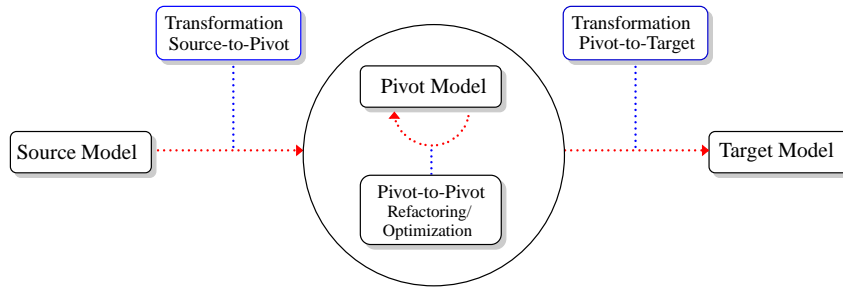 Transformation
Source-to-Pivot
Transformation
Pivot-to-Target
Pivot Model
Source Model
Target Model
Pivot-to-Pivot
Refactoring/
Optimization